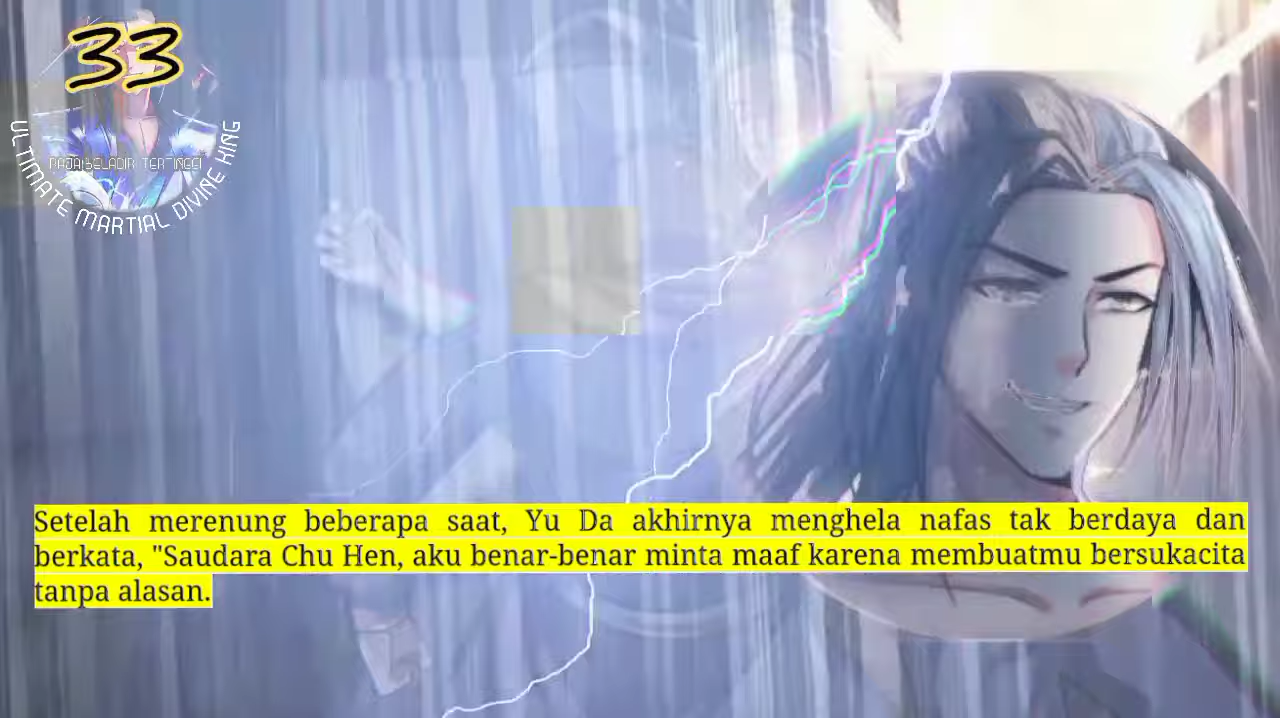 33
ULTIMATE MARTIAL DIVINE KING
Setelah merenung beberapa saat, Yu Da akhirnya menghela nafas tak berdaya dan
berkata, "Saudara Chu Hen, aku benar-benar minta maaf karena membuatmu bersukacita
tanpa alasan.